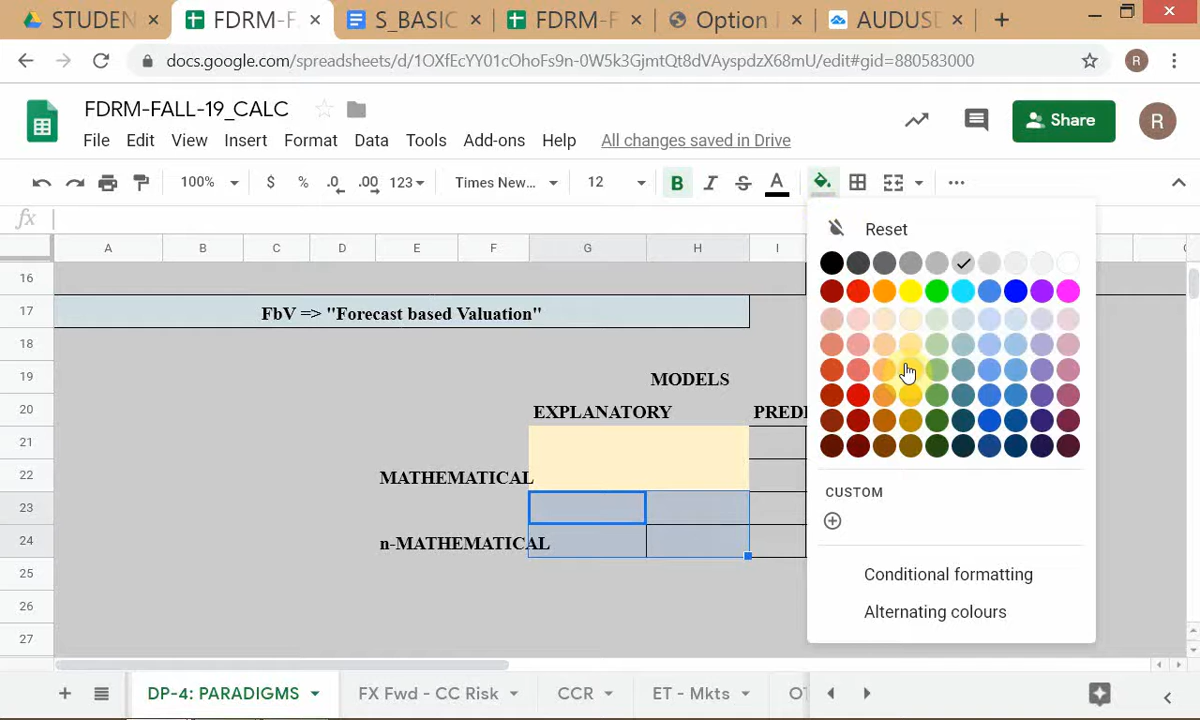 STUDEN
FDRM-F
S_BASIC
FDRM-F
Option
AUDUS
docs.google.com/spreadsheets/d/1OXfEcYY01cOhoFs9n-0W5k3GjmtQt8dVAyspdzX68mU/edit#gid=880583000
R
FDRM-FALL-19_CALC
File Edit View Insert Format Data Tools Add-ons Help All changes saved in Drive
Share
R
100% $ % .0 .00 123 Times New... 12 B I S A
fx
Reset
A B C D E F G H I
16
17 FbV => "Forecast based Valuation"
18
19 MODELS
20 EXPLANATORY PREDI
21
22 MATHEMATICAL
23
24 n-MATHEMATICAL
25
26
27
CUSTOM
Conditional formatting
Alternating colours
DP-4: PARADIGMS FX Fwd - CC Risk CCR ET - Mkts